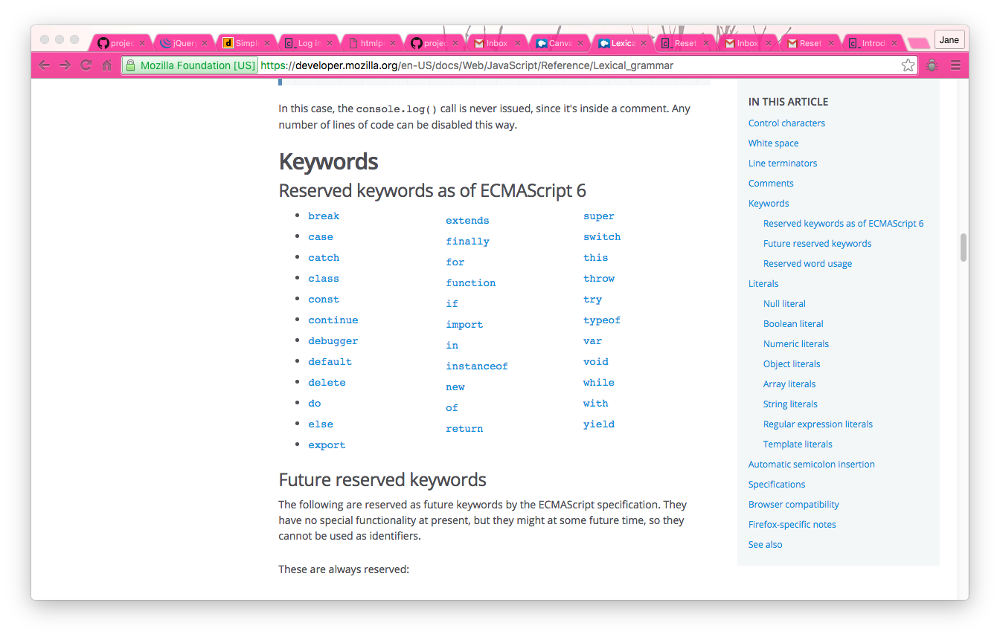 projec
jQuery
Simple
Log in
htmlp
projec
Inbox
Canva
Lexica
Reset
Inbox
Reset
Introd
Jane
Mozilla Foundation [US] https://developer.mozilla.org/en-US/docs/Web/JavaScript/Reference/Lexical_grammar
In this case, the console.log() call is never issued, since it's inside a comment. Any
number of lines of code can be disabled this way.
Keywords
Reserved keywords as of ECMAScript 6
break
case
catch
class
const
continue
debugger
default
delete
do
else
export
extends
finally
for
function
if
import
in
instanceof
new
of
return
super
switch
this
throw
try
typeof
var
void
while
with
yield
Future reserved keywords
The following are reserved as future keywords by the ECMAScript specification. They
have no special functionality at present, but they might at some future time, so they
cannot be used as identifiers.
These are always reserved:
IN THIS ARTICLE
Control characters
White space
Line terminators
Comments
Keywords
Reserved keywords as of ECMAScript 6
Future reserved keywords
Reserved word usage
Literals
Null literal
Boolean literal
Numeric literals
Object literals
Array literals
String literals
Regular expression literals
Template literals
Automatic semicolon insertion
Specifications
Browser compatibility
Firefox-specific notes
See also